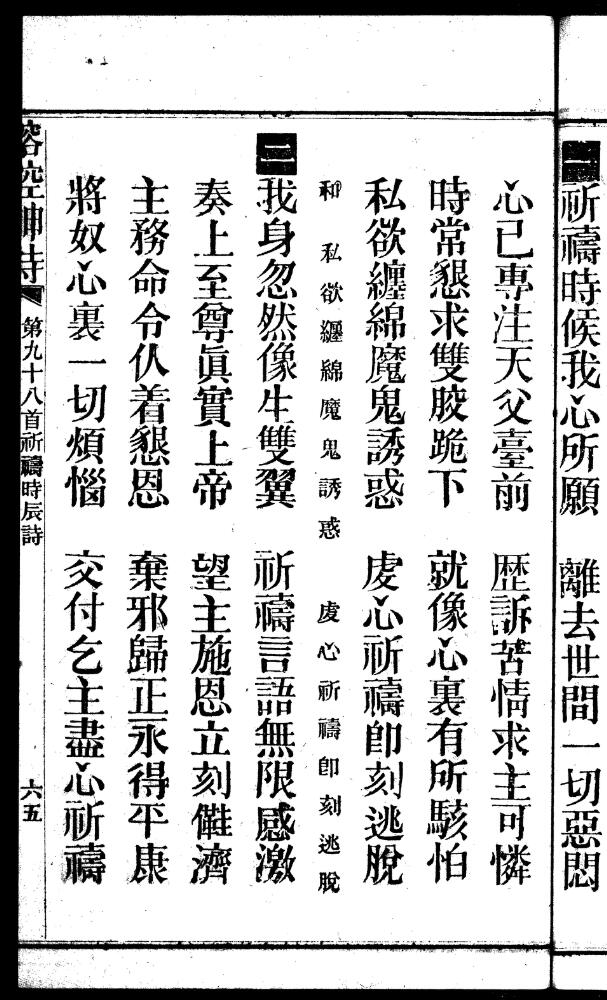 一 祈禱時候我心所願 離去世間一切惡悶
心已專注天父臺前 歷訴苦情求主可憐
時常懇求雙骹跪下 就像心裏有所駭怕
私欲纏綿魔鬼誘惑 虔心祈禱卽刻逃脫
和 私欲纏綿魔鬼誘惑 虔心祈禱卽刻逃脫
二 我身忽然像生雙翼 祈禱言語無限感激
奏上至尊眞實上帝 望主施恩立刻
主務命令伙着懇恩 棄邪歸正永得平康
將奴心裏一切煩惱 交付乞主盡心祈禱
榕空神詩 第九十八首祈禱時辰詩 六五